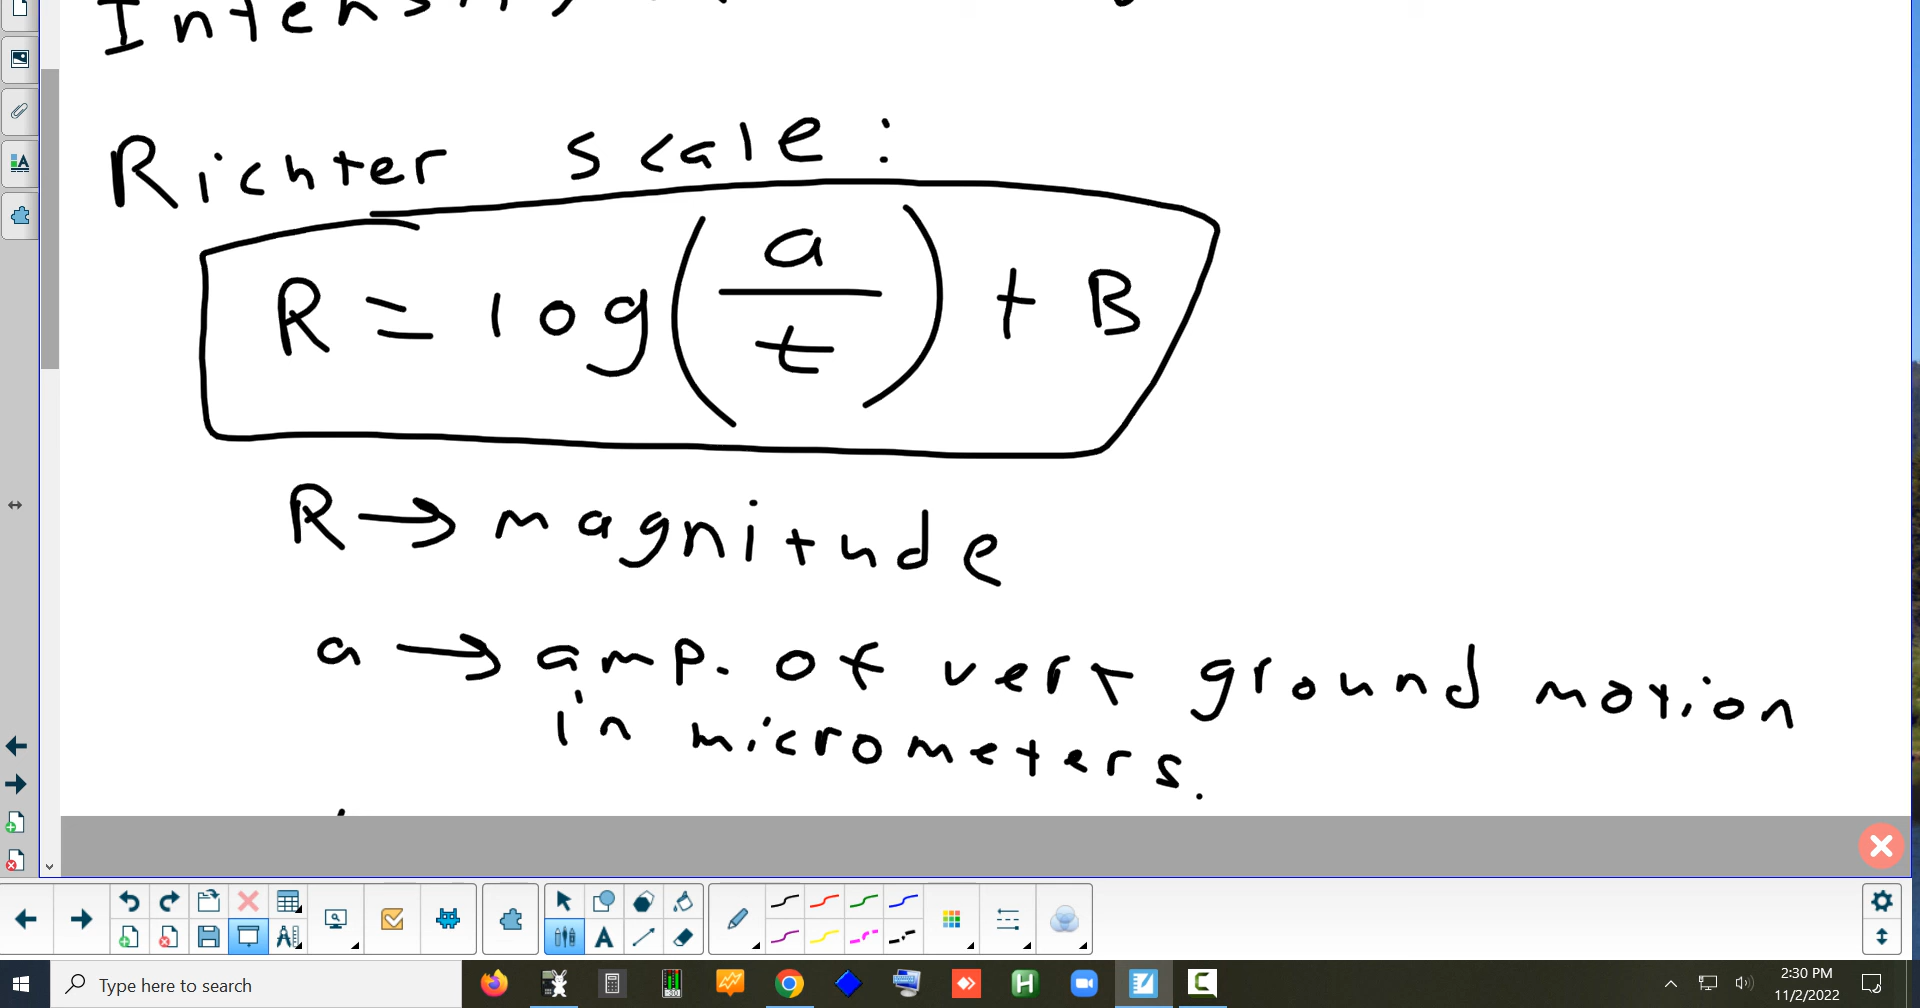 Richter scale:
R = log(a/t) + B
R → magnitude
a → amp. of vert ground motion
in micrometers.
A
Type here to search
H
2:30 PM
11/2/2022